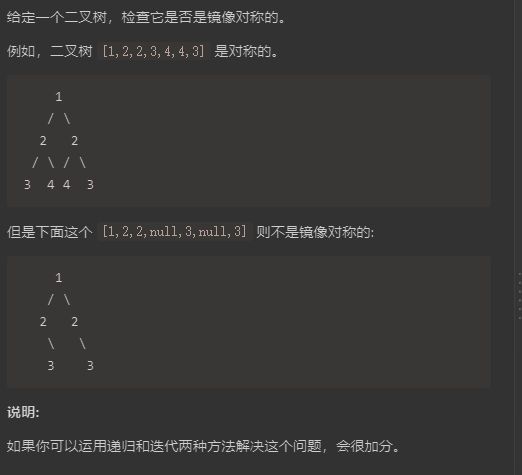 给定一个二叉树，检查它是否是镜像对称的。
例如，二叉树 [1,2,2,3,4,4,3] 是对称的。
    1
   / \
  2   2
 / \ / \
3  4 4  3
但是下面这个 [1,2,2,null,3,null,3] 则不是镜像对称的:
    1
   / \
  2   2
   \   \
   3    3
说明:
如果你可以运用递归和迭代两种方法解决这个问题，会很加分。